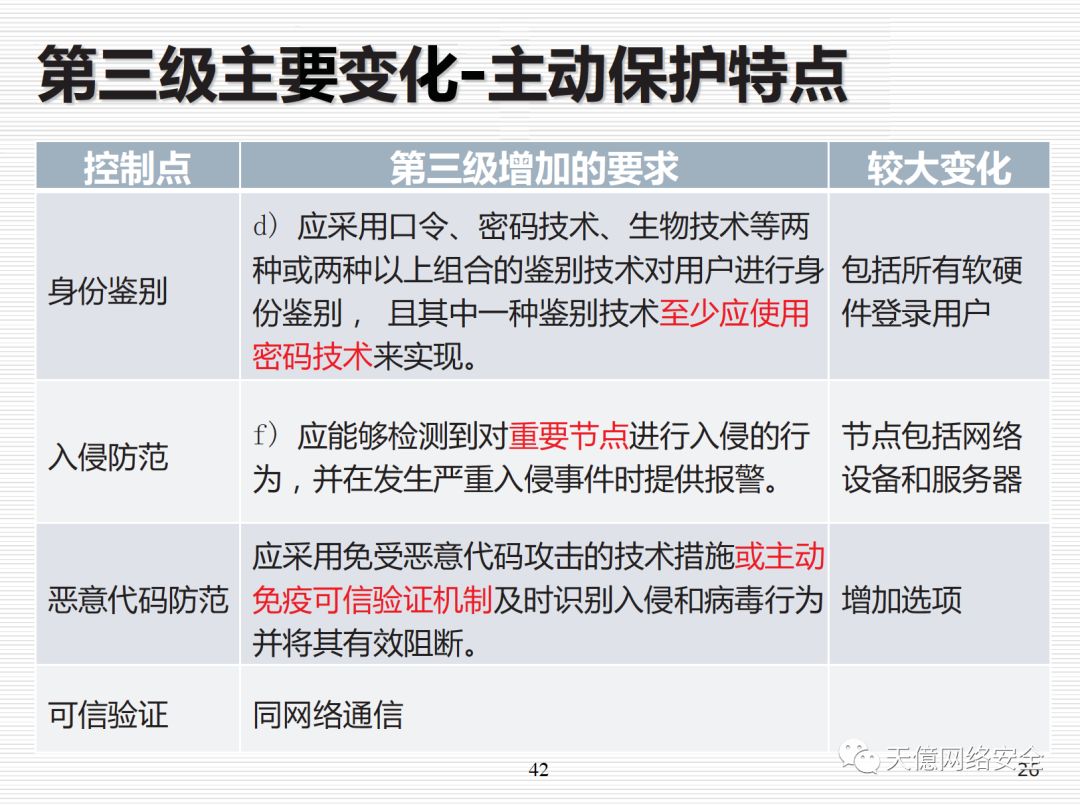 第三级主要变化-主动保护特点
控制点
第三级增加的要求
较大变化
身份鉴别
d）应采用口令、密码技术、生物技术等两
种或两种以上组合的鉴别技术对用户进行身
份鉴别， 且其中一种鉴别技术至少应使用
密码技术来实现。
包括所有软硬
件登录用户
入侵防范
f）应能够检测到对重要节点进行入侵的行
为，并在发生严重入侵事件时提供报警。
节点包括网络
设备和服务器
恶意代码防范
应采用免受恶意代码攻击的技术措施或主动
免疫可信验证机制及时识别入侵和病毒行为
并将其有效阻断。
增加选项
可信验证
同网络通信
天億网络安全
42
26